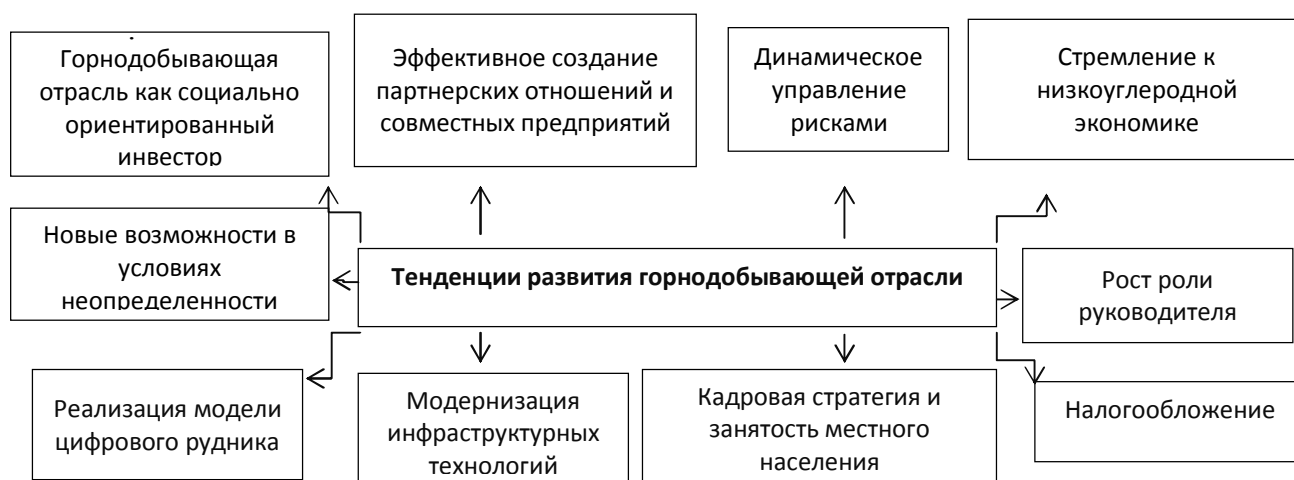 Горнодобывающая
отрасль как социально
ориентированный
инвестор
Эффективное создание
партнерских отношений и
совместных предприятий
Динамическое
управление
рисками
Стремление к
низкоуглеродной
экономике
Новые возможности в
условиях
неопределенности
Тенденции развития горнодобывающей отрасли
Рост роли
руководителя
Реализация модели
цифрового рудника
Модернизация
инфраструктурных
технологий
Кадровая стратегия и
занятость местного
населения
Налогообложение